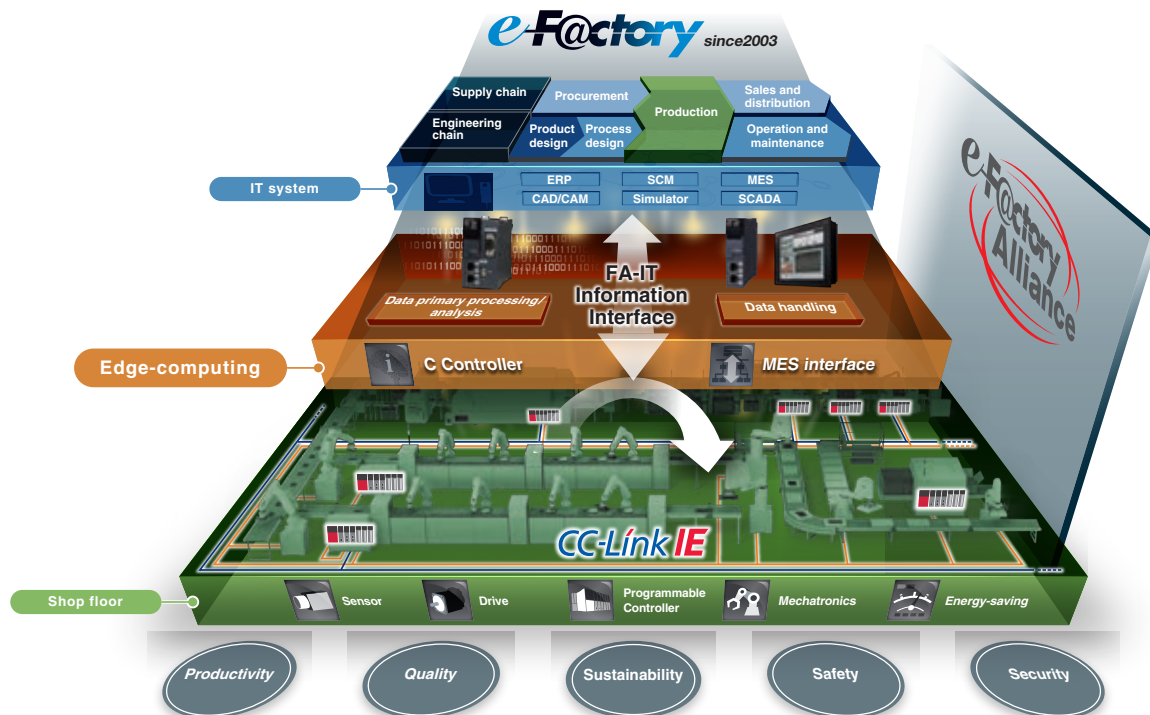 e-F@ctory since2003
Supply chain
Procurement
Production
Sales and
distribution
Engineering
chain
Product
design
Process
design
Operation and
maintenance
IT system
ERP
SCM
MES
CAD/CAM
Simulator
SCADA
FA-IT
Information
Interface
Data primary processing/
analysis
Data handling
Edge-computing
C Controller
MES interface
e-F@ctory
Alliance
CC-Link IE
Shop floor
Sensor
Drive
Programmable
Controller
Mechatronics
Energy-saving
Productivity
Quality
Sustainability
Safety
Security